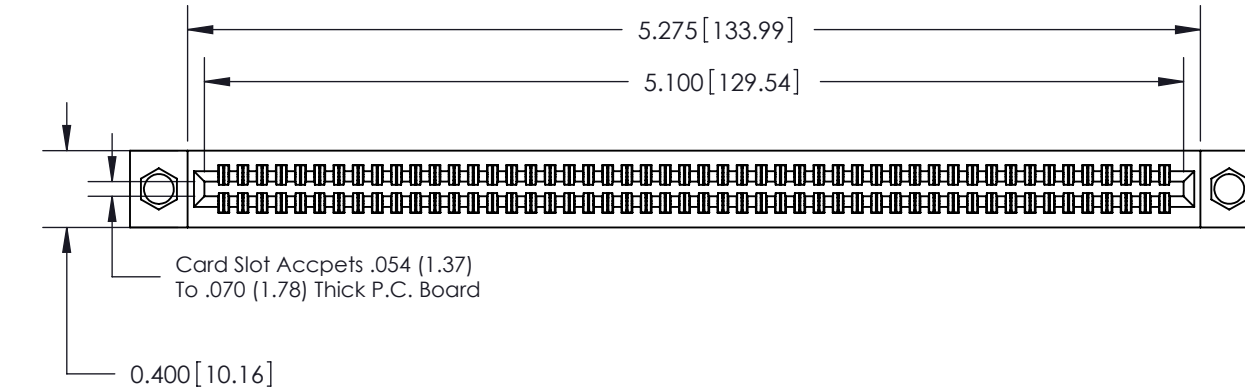 5.275[133.99]
5.100[129.54]
Card Slot Accpets .054 (1.37)
To .070 (1.78) Thick P.C. Board
0.400[10.16]